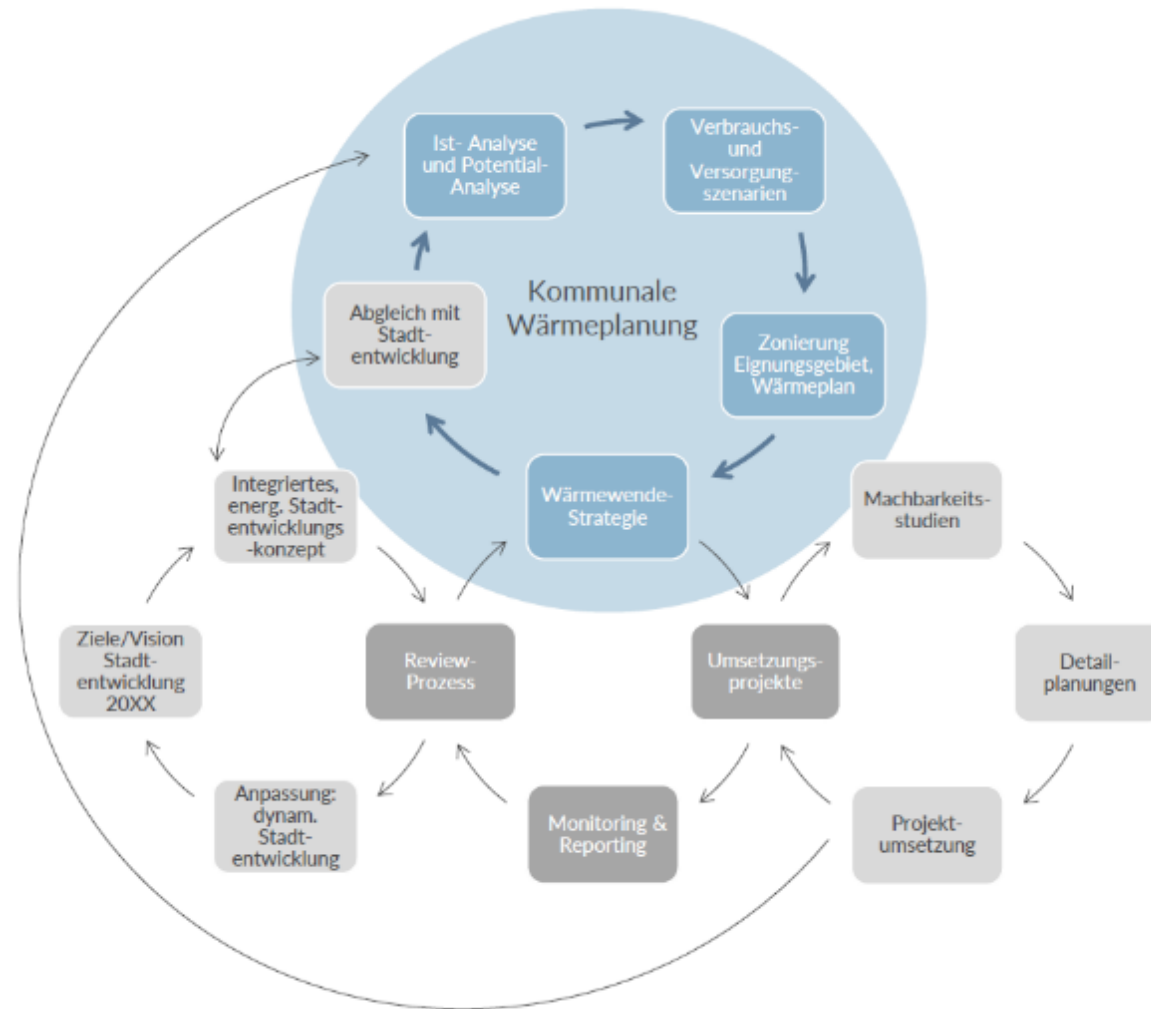 Ist- Analyse
und Potential-
Analyse
Verbrauchs-
und
Versorgung-
szenarien
Kommunale
Wärmeplanung
Abgleich mit
Stadt-
entwicklung
Zonierung
Eignungsgebiet,
Wärmeplan
Wärmewende-
Strategie
Integriertes,
energ. Stadt-
entwicklungs
-konzept
Machbarkeits-
studien
Ziele/Vision
Stadt-
entwicklung
20XX
Review-
Prozess
Umsetzungs-
projekte
Detail-
planungen
Anpassung:
dynam.
Stadt-
entwicklung
Monitoring &
Reporting
Projekt-
umsetzung